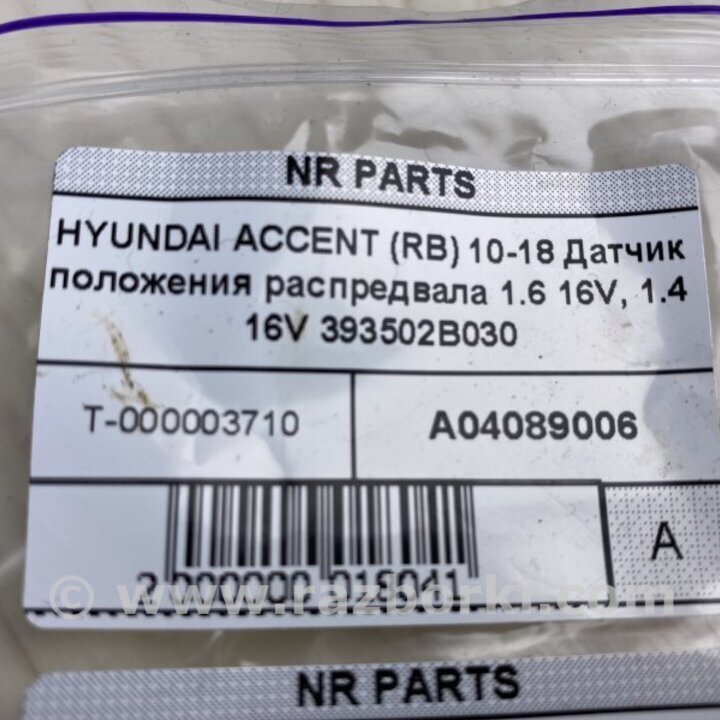 NR PARTS
HYUNDAI ACCENT (RB) 10-18 Датчик
положения распредвала 1.6 16V, 1.4
16V 393502B030
T-000003710
A04089006
A
© www.razborki.com
NR PARTS